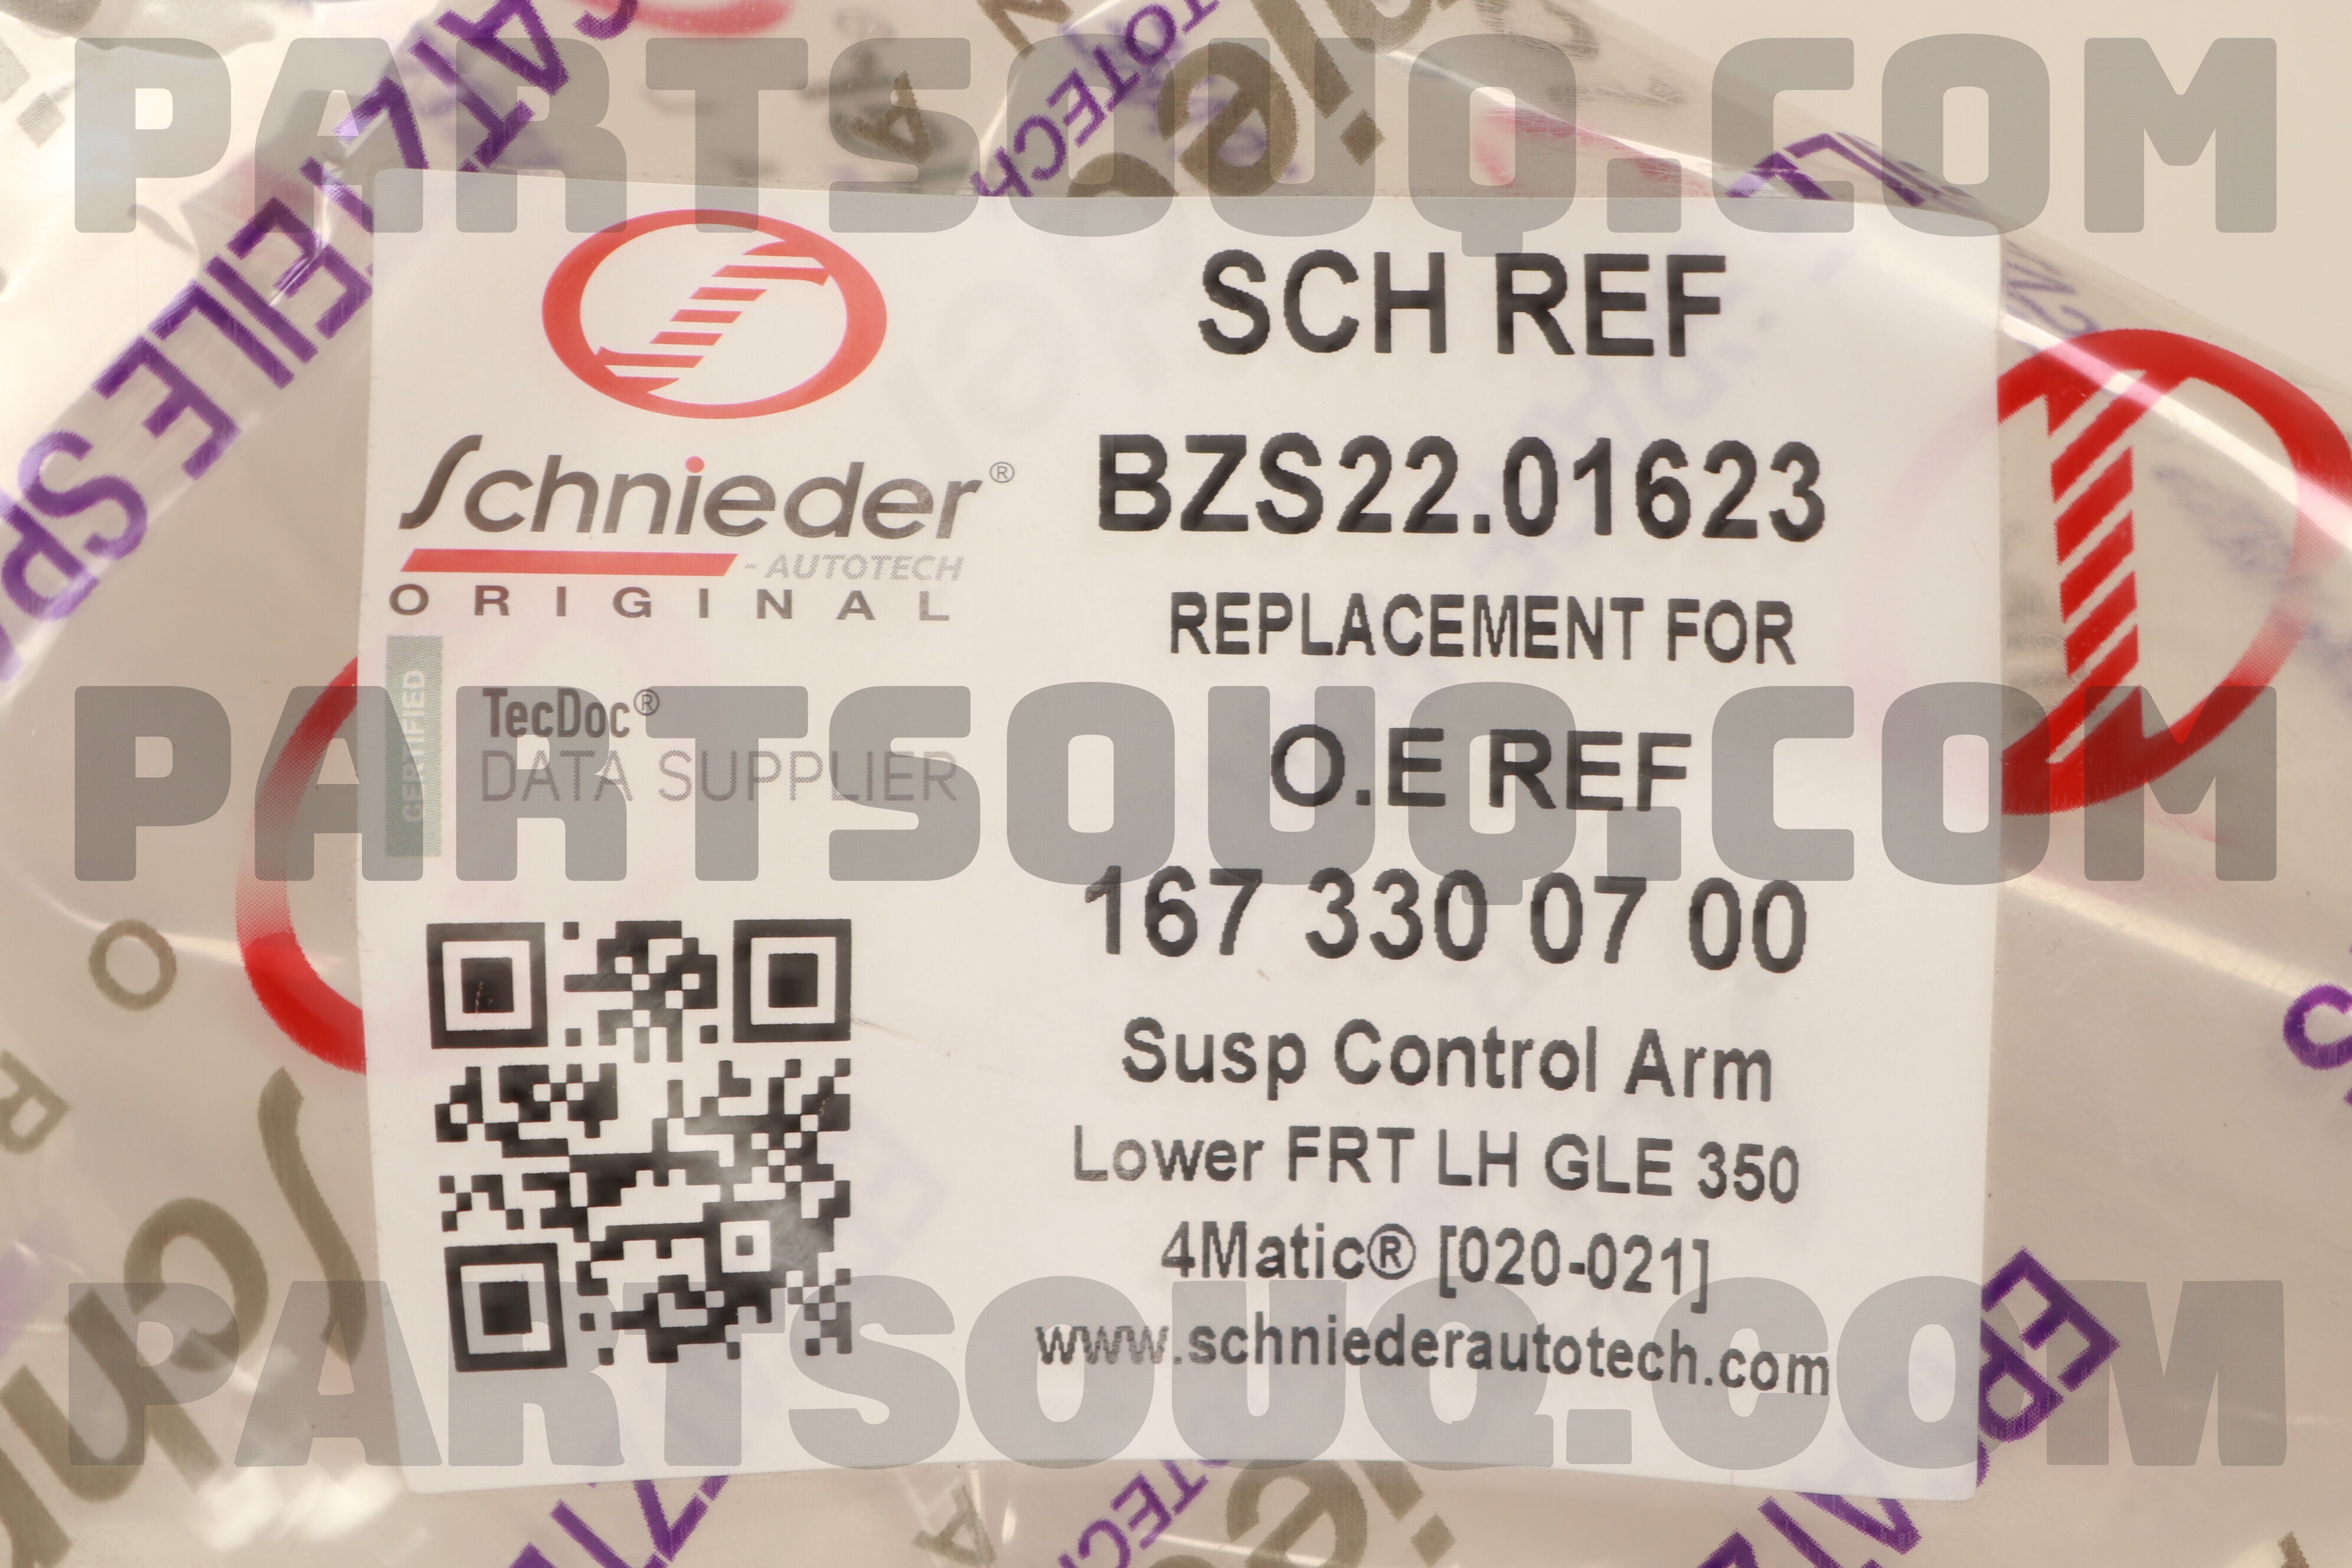 PARTSOUQ.COM
SCH REF
Schnieder®
- AUTOTECH
ORIGINAL
BZS22.01623
REPLACEMENT FOR
CERTIFIED
TecDoc®
DATA SUPPLIER
PARTSOUQ.COM
O.E REF
167 330 07 00
Susp Control Arm
Lower FRT LH GLE 350
4Matic® [020-021]
www.schniederautotech.com
PARTSOUQ.COM